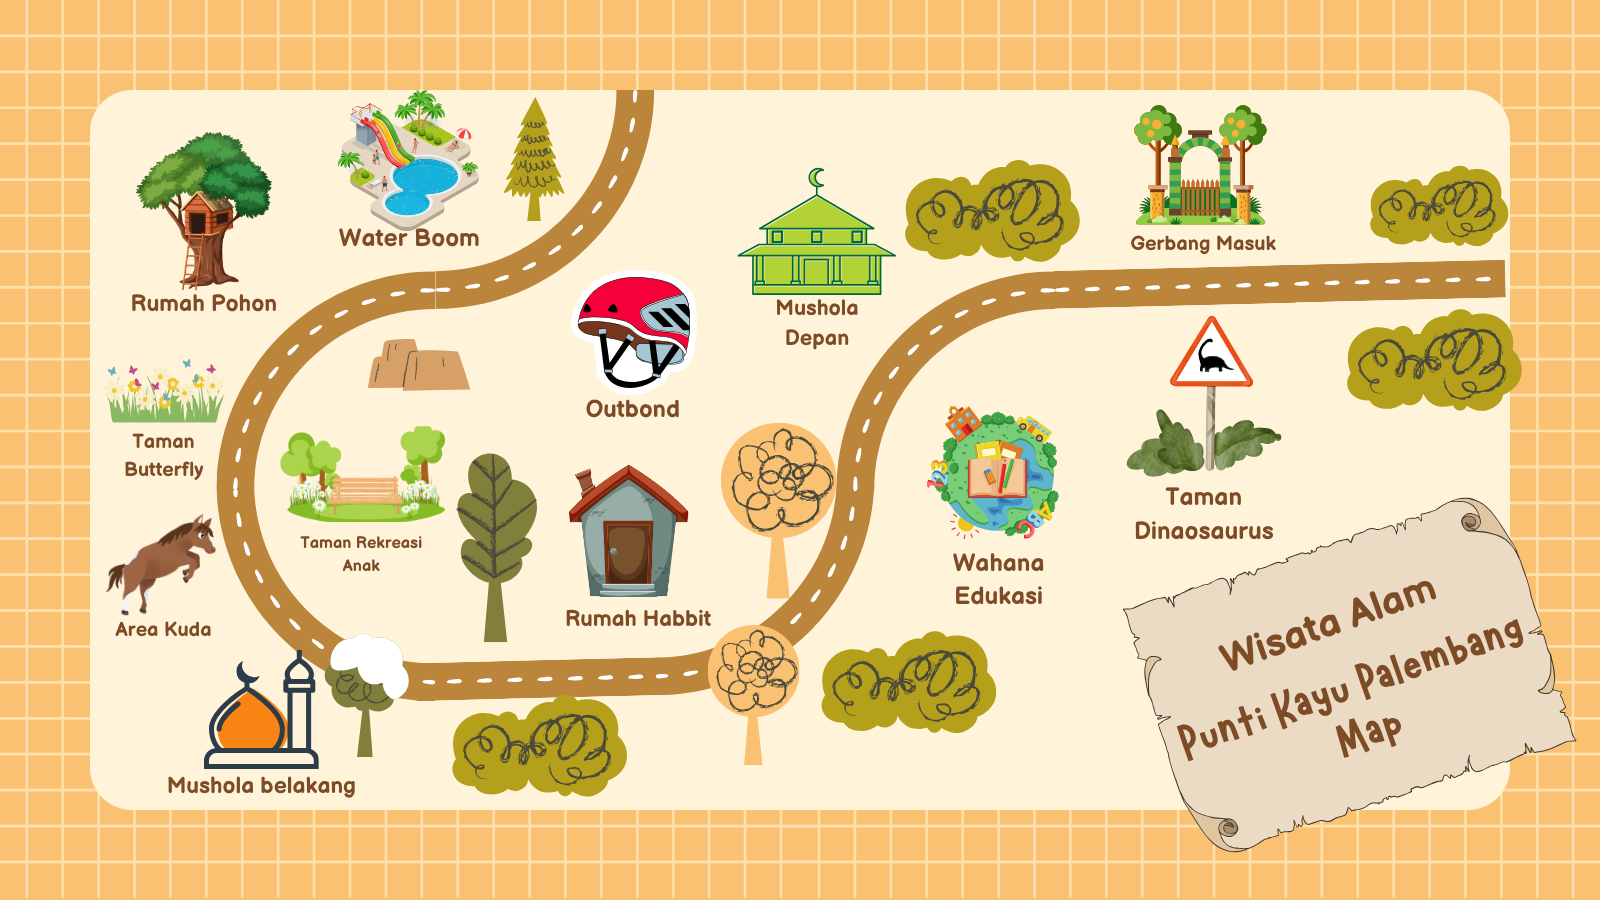 Water Boom
Gerbang Masuk
Rumah Pohon
Mushola
Depan
Outbond
Taman
Butterfly
Taman
Dinaosaurus
Taman Rekreasi
Anak
Wahana
Edukasi
Rumah Habbit
Area Kuda
Mushola belakang
Wisata Alam
Punti Kayu Palembang
Map